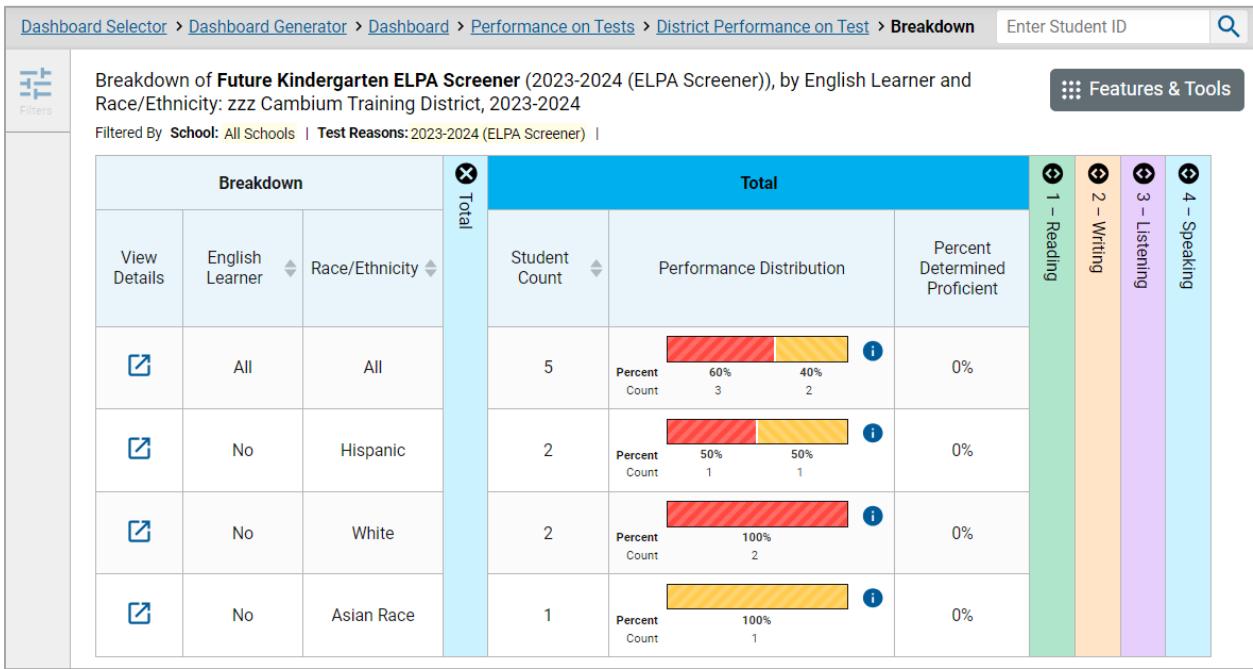 Dashboard Selector > Dashboard Generator > Dashboard > Performance on Tests > District Performance on Test > Breakdown
Enter Student ID
Filters
Breakdown of Future Kindergarten ELPA Screener (2023-2024 (ELPA Screener)), by English Learner and
Race/Ethnicity: zzz Cambium Training District, 2023-2024
Features & Tools
Filtered By School: All Schools | Test Reasons: 2023-2024 (ELPA Screener) |
Breakdown
Total
Total
1 – Reading
2 – Writing
3 – Listening
4 – Speaking
View
Details
English
Learner
Race/Ethnicity
Student
Count
Performance Distribution
Percent
Determined
Proficient
All All 5 0%
Percent 60% 40%
Count 3 2
No Hispanic 2 0%
Percent 50% 50%
Count 1 1
No White 2 0%
Percent 100%
Count 2
No Asian Race 1 0%
Percent 100%
Count 1